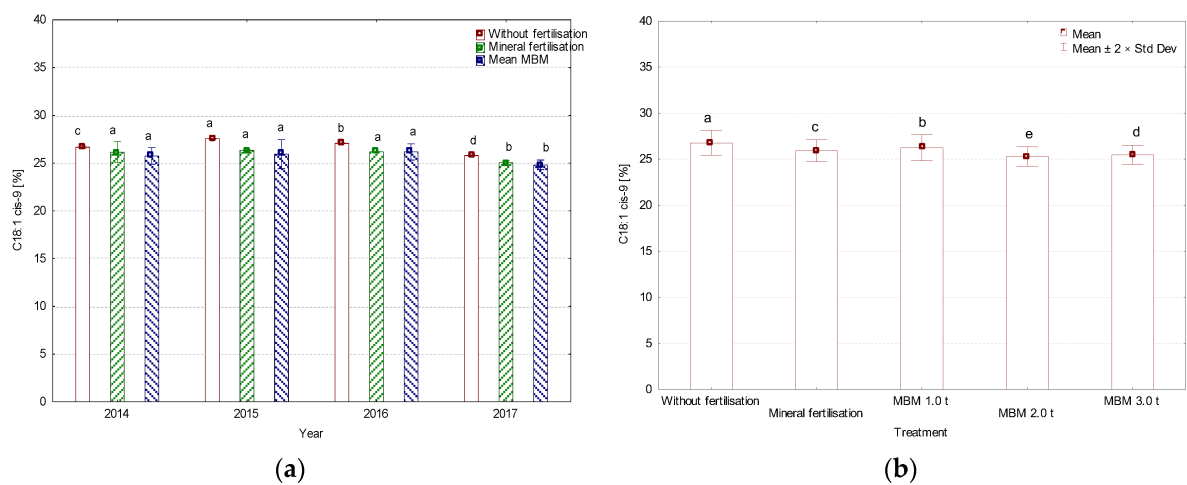 40
35
30
25
20
15
10
5
0
C18:1 cis-9 [%]
Without fertilisation
Mineral fertilisation
Mean MBM
c a a
a a a
b a a
d b b
2014 2015 2016 2017
Year
(a)
40
35
30
25
20
15
10
5
0
C18:1 cis-9 [%]
Mean
Mean ± 2 × Std Dev
a c b e d
Without fertilisation Mineral fertilisation MBM 1.0 t MBM 2.0 t MBM 3.0 t
Treatment
(b)